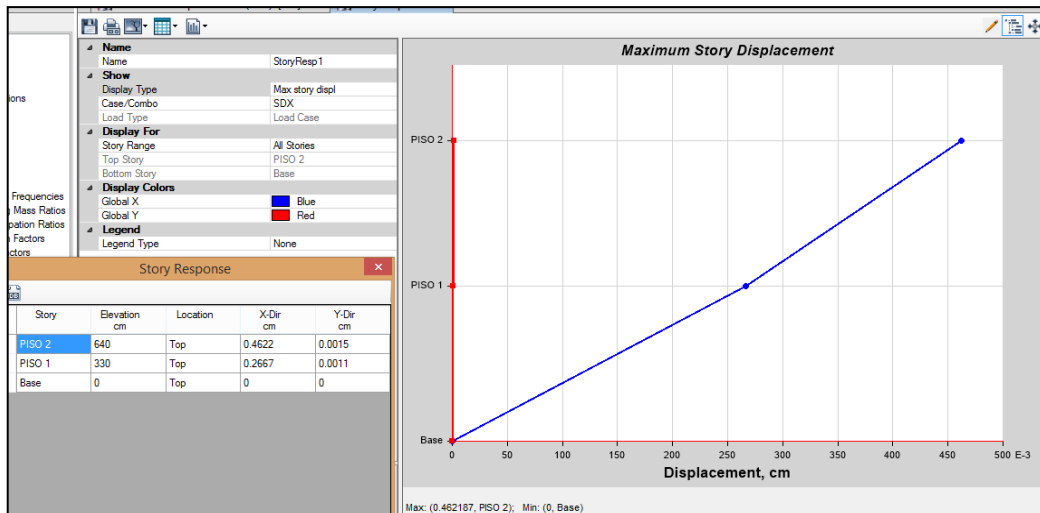 Name
Name StoryResp1
Show
Display Type Max story displ
Case/Combo SDX
Load Type Load Case
Display For
Story Range All Stories
Top Story PISO 2
Bottom Story Base
Display Colors
Global X Blue
Global Y Red
Legend
Legend Type None
ions
Frequencies
Mass Ratios
pation Ratios
Factors
ctors
Story Response
Story Elevation Location X-Dir Y-Dir
cm cm cm
PISO 2 640 Top 0.4622 0.0015
PISO 1 330 Top 0.2667 0.0011
Base 0 Top 0 0
Maximum Story Displacement
PISO 2
PISO 1
Base
0 50 100 150 200 250 300 350 400 450 500 E-3
Displacement, cm
Max: (0.462187, PISO 2); Min: (0, Base)